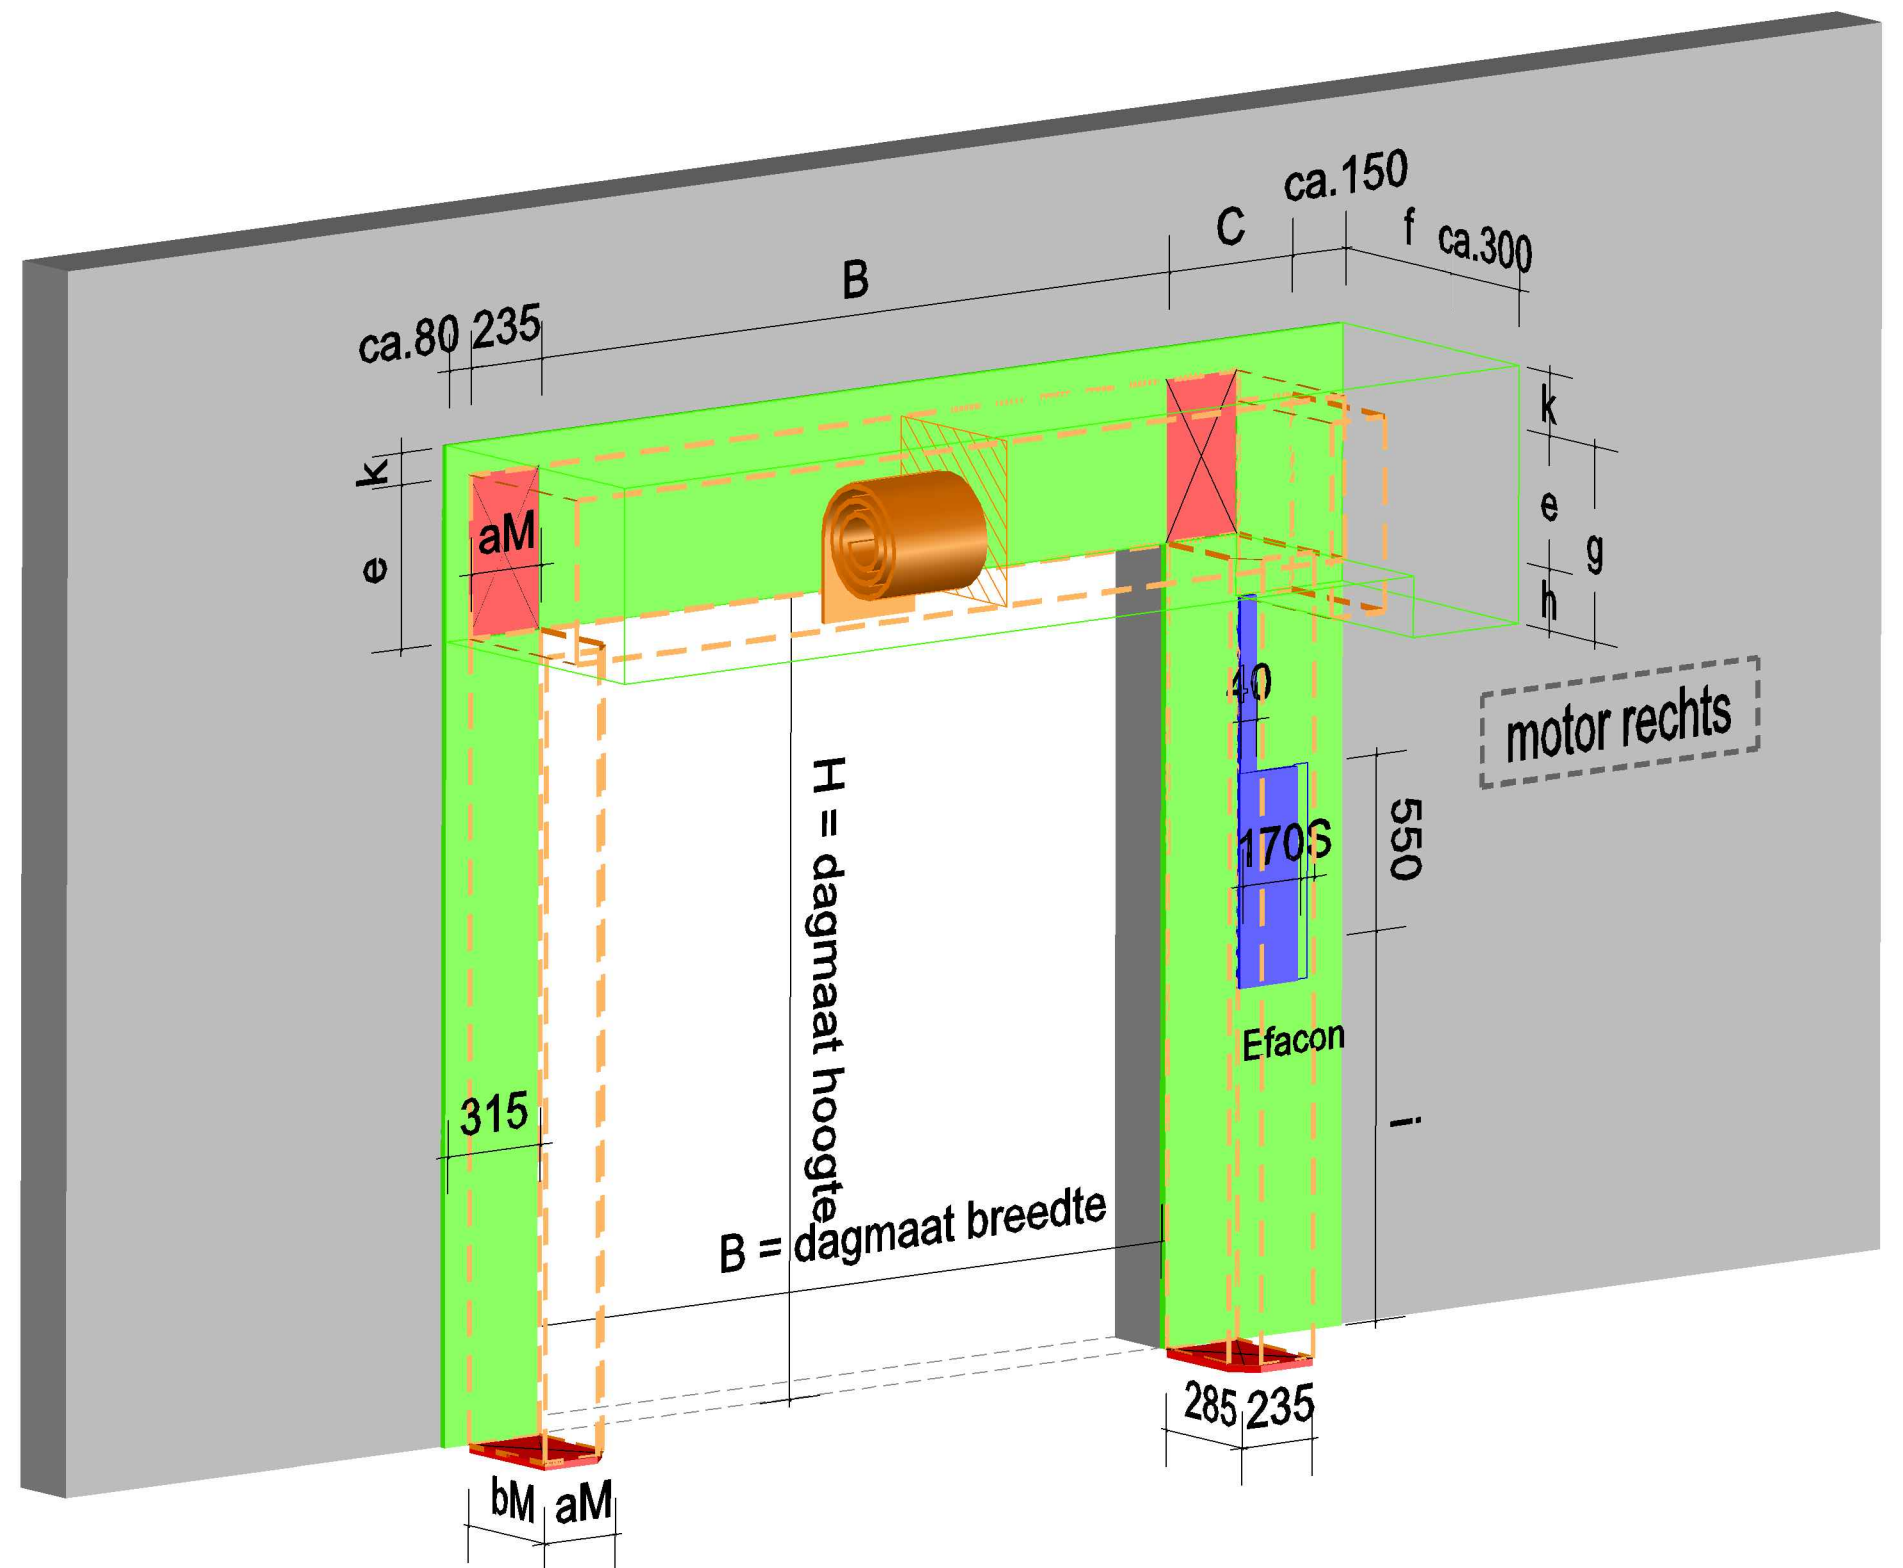 ca.150
C
f
ca.300
B
ca.80
235
k
k
e
aM
e
g
h
40
motor rechts
H = dagmaat hoogte
550
170S
Efacon
315
i
B = dagmaat breedte
285
235
bM
aM